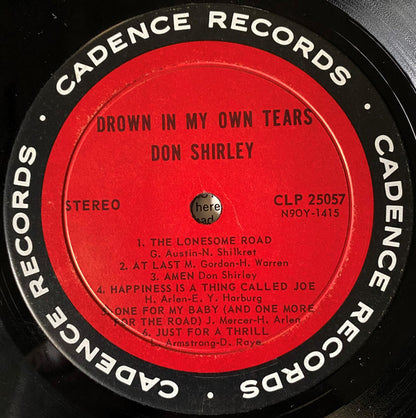 CADENCE RECORDS · CADENCE RECORDS · CADENCE RECORDS ·
DROWN IN MY OWN TEARS
DON SHIRLEY
STEREO
here
CLP 25057
N9OY-1415
1. THE LONESOME ROAD
G. Austin-N. Shilkret
2. AT LAST M. Gordon-H. Warren
3. AMEN Don Shirley
4. HAPPINESS IS A THING CALLED JOE
H. Arlen-E. Y. Harburg
5. ONE FOR MY BABY (AND ONE MORE
FOR THE ROAD) J. Mercer-H. Arlen
6. JUST FOR A THRILL
L. Armstrong-D. Raye